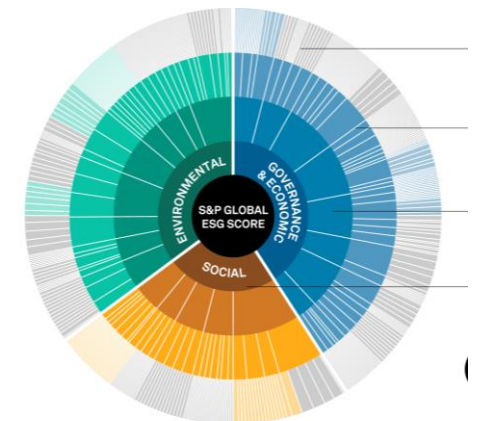 ENVIRONMENTAL
GOVERNANCE
& ECONOMIC
S&P GLOBAL
ESG SCORE
SOCIAL